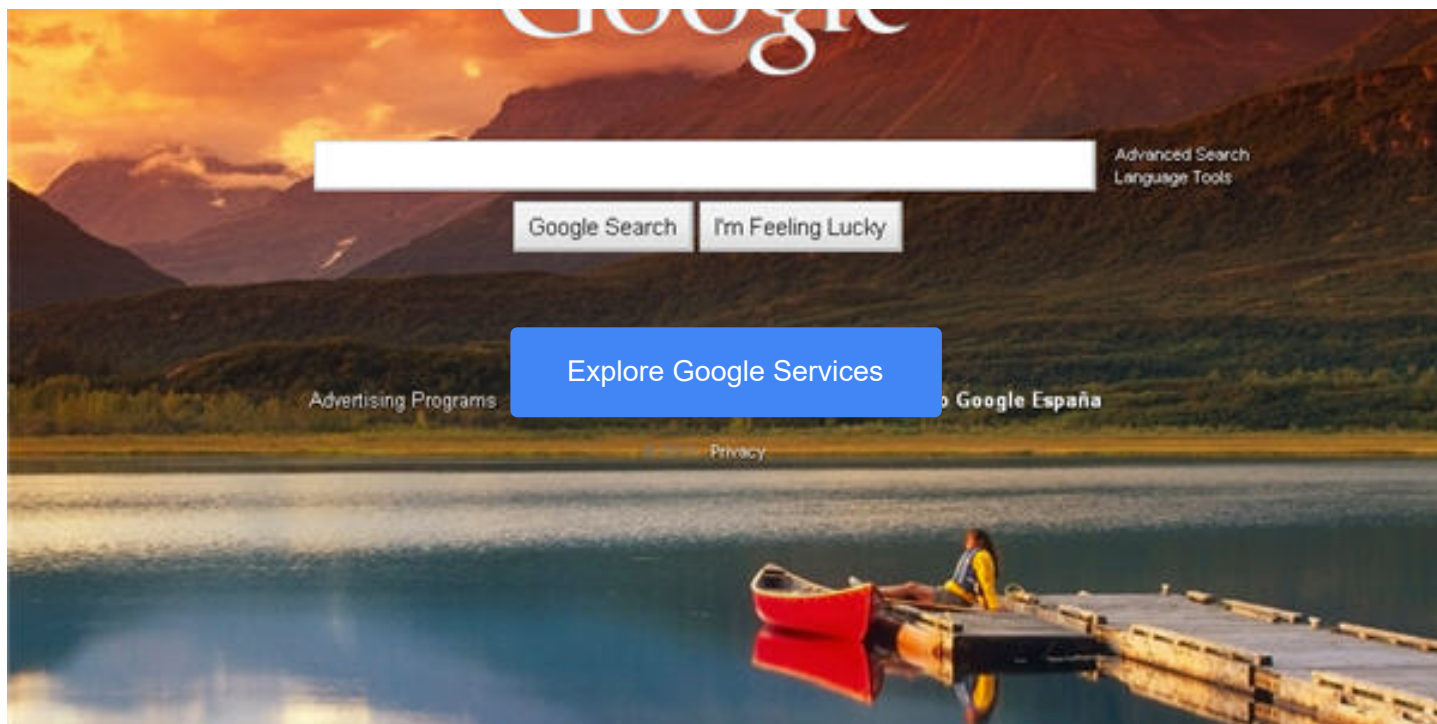 Google
Advanced Search
Language Tools
Google Search
I'm Feeling Lucky
Explore Google Services
Advertising Programs
Google España
Privacy